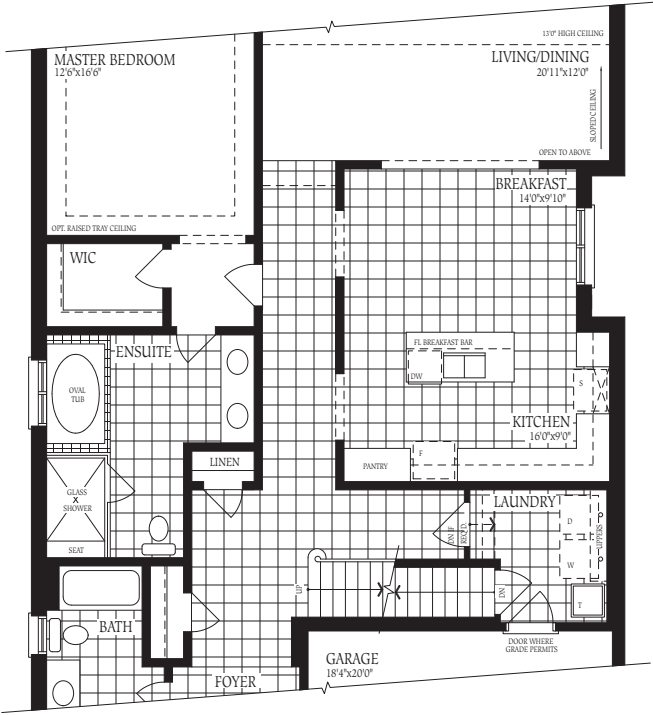 13'0" HIGH CEILING
MASTER BEDROOM
12'6"x16'6"
LIVING/DINING
20'11"x12'0"
SLOPED CEILING
OPEN TO ABOVE
BREAKFAST
14'0"x9'10"
OPT. RAISED TRAY CEILING
WIC
ENSUITE
FL BREAKFAST BAR
DW
S
OVAL
TUB
KITCHEN
16'0"x9'0"
LINEN
F
PANTRY
GLASS
X
SHOWER
SEAT
LAUNDRY
DN IF
REQ'D.
D
UPPERS
W
UP
DN
T
BATH
DOOR WHERE
GRADE PERMITS
GARAGE
18'4"x20'0"
FOYER